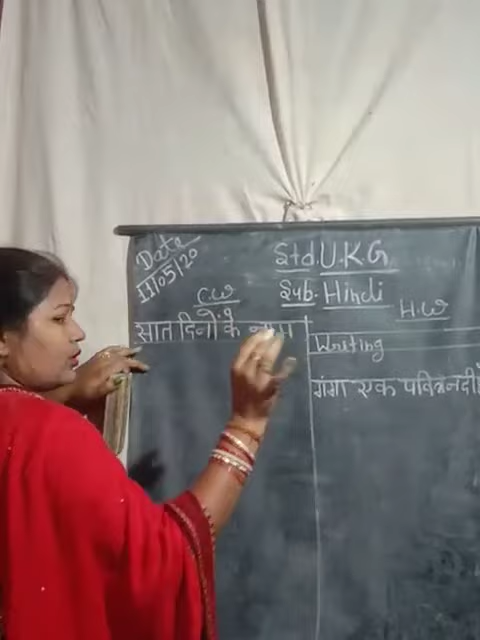 Date
11/05/20
Std. U.K.G
Sub. Hindi
C.W
सात दिनों के नाम
H.W
Writing
गंगा एक पवित्र नदी है